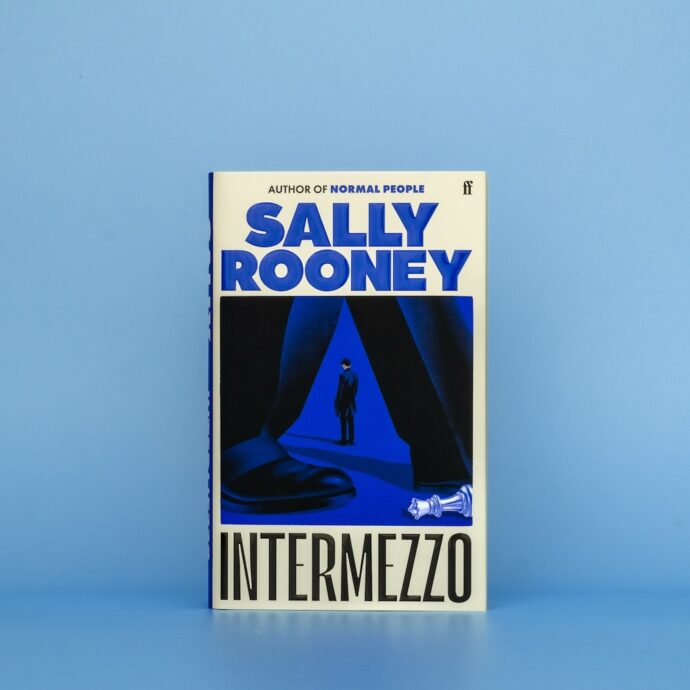 AUTHOR OF NORMAL PEOPLE
ff
SALLY
ROONEY
INTERMEZZO